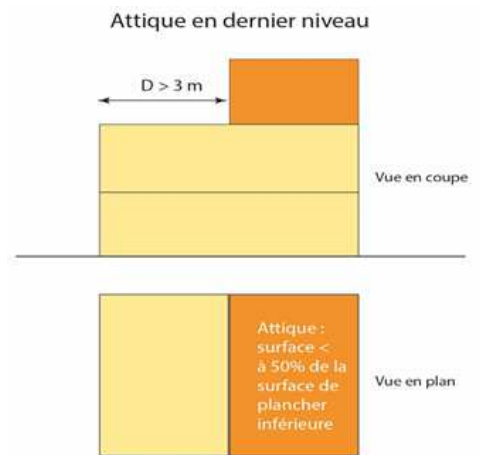 Attique en dernier niveau
D > 3 m
Vue en coupe
Attique :
surface <
à 50% de la
surface de
plancher
inférieure
Vue en plan